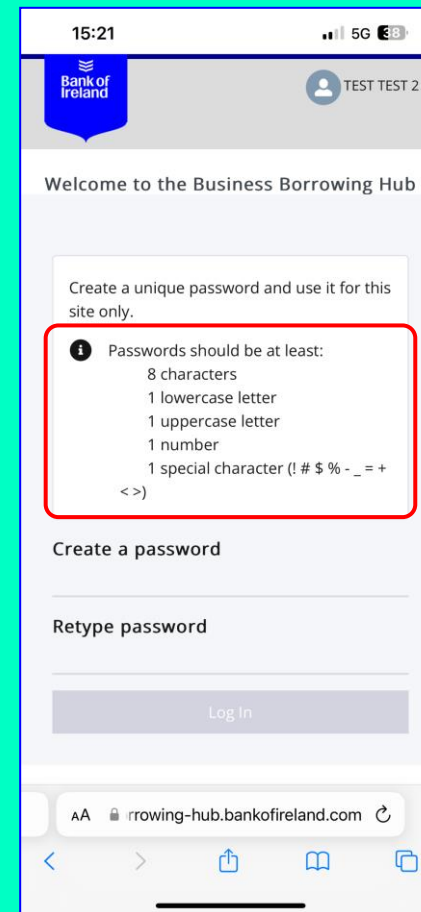 15:21 5G 38
Bank of
Ireland
TEST TEST 2
Welcome to the Business Borrowing Hub
Create a unique password and use it for this
site only.
Passwords should be at least:
8 characters
1 lowercase letter
1 uppercase letter
1 number
1 special character (! # $ % - _ = +
< >)
Create a password
Retype password
Log In
AA rrowing-hub.bankofireland.com